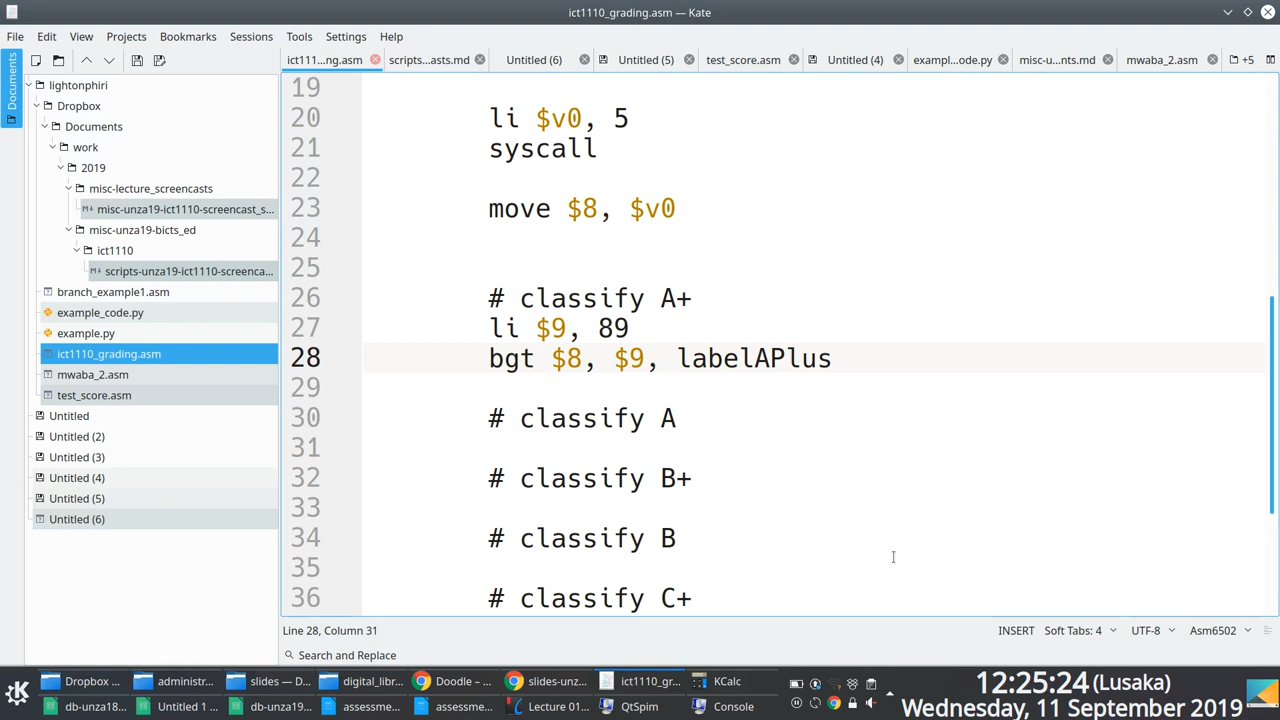 ict1110_grading.asm — Kate
File Edit View Projects Bookmarks Sessions Tools Settings Help
Documents
ict111...ng.asm scripts...asts.md Untitled (6) Untitled (5) test_score.asm Untitled (4) exampl...ode.py misc-u...nts.md mwaba_2.asm +5
lightonphiri
Dropbox
Documents
work
2019
misc-lecture_screencasts
misc-unza19-ict1110-screencast_s...
misc-unza19-bicts_ed
ict1110
scripts-unza19-ict1110-screenca...
branch_example1.asm
example_code.py
example.py
ict1110_grading.asm
mwaba_2.asm
test_score.asm
Untitled
Untitled (2)
Untitled (3)
Untitled (4)
Untitled (5)
Untitled (6)
19
20 li $v0, 5
21 syscall
22
23 move $8, $v0
24
25
26 # classify A+
27 li $9, 89
28 bgt $8, $9, labelAPlus
29
30 # classify A
31
32 # classify B+
33
34 # classify B
35
36 # classify C+
Line 28, Column 31 INSERT Soft Tabs: 4 UTF-8 Asm6502
Search and Replace
Dropbox ... administr... slides — D... digital_libr... Doodle – ... slides-unz... ict1110_gr... KCalc
db-unza18... Untitled 1 ... db-unza19... assessme... assessme... Lecture 01... QtSpim Console
12:25:24 (Lusaka)
Wednesday, 11 September 2019